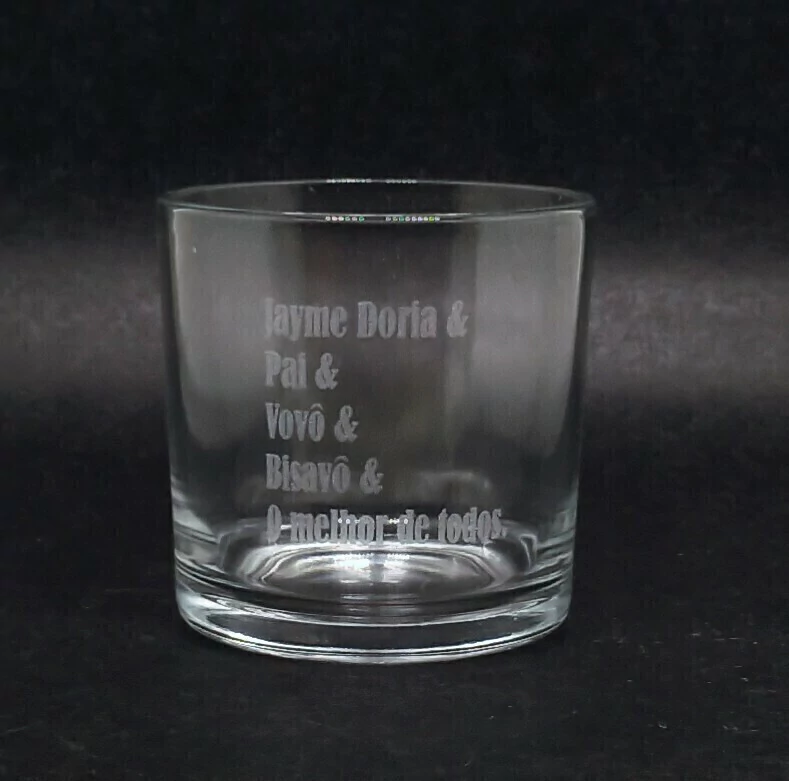 Jayme Doria &
Pai &
Vovô &
Bisavô &
O melhor de todos.